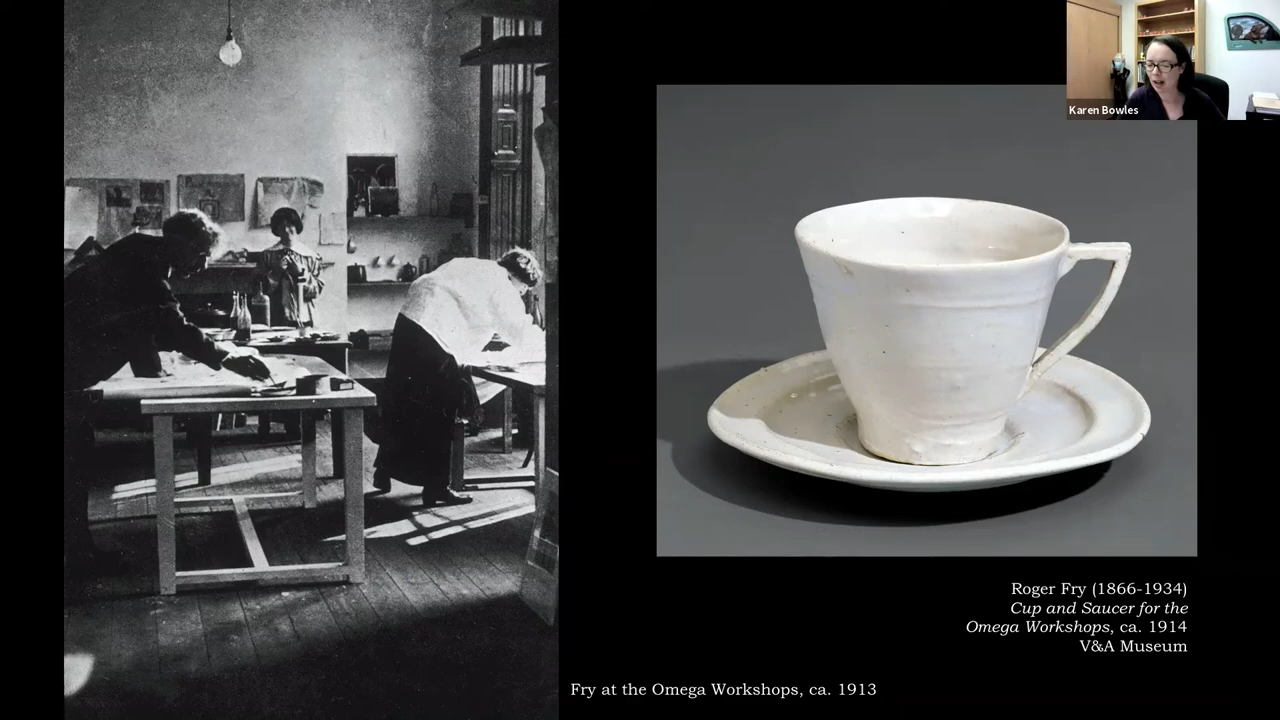 Karen Bowles
Roger Fry (1866-1934)
Cup and Saucer for the
Omega Workshops, ca. 1914
V&A Museum
Fry at the Omega Workshops, ca. 1913